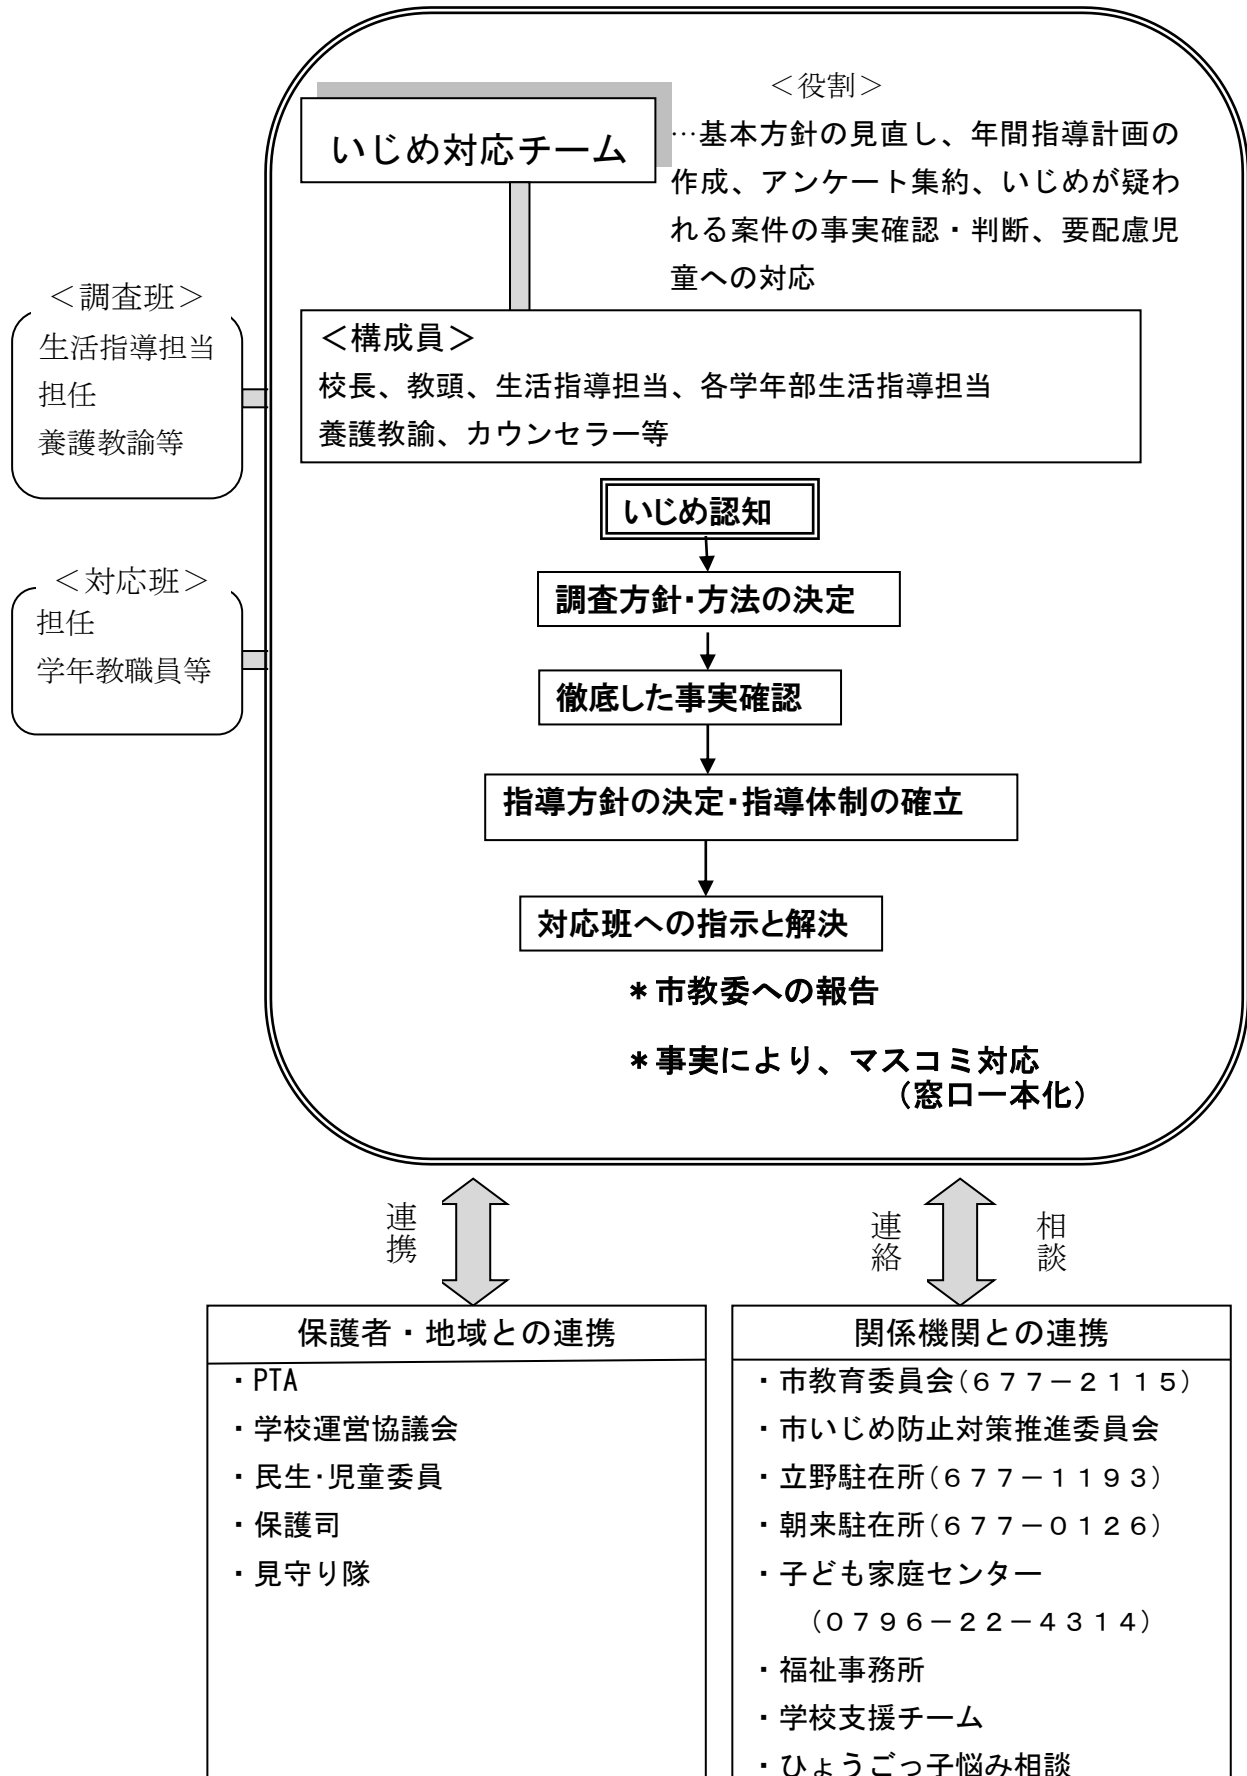 ＜役割＞
いじめ対応チーム
…基本方針の見直し、年間指導計画の
作成、アンケート集約、いじめが疑わ
れる案件の事実確認・判断、要配慮児
童への対応
＜調査班＞
生活指導担当
担任
養護教諭等
＜構成員＞
校長、教頭、生活指導担当、各学年部生活指導担当
養護教諭、カウンセラー等
いじめ認知
＜対応班＞
担任
学年教職員等
調査方針・方法の決定
徹底した事実確認
指導方針の決定・指導体制の確立
対応班への指示と解決
＊市教委への報告
＊事実により、マスコミ対応
（窓口一本化）
連携
連絡
相談
保護者・地域との連携
・PTA
・学校運営協議会
・民生・児童委員
・保護司
・見守り隊
関係機関との連携
・市教育委員会（６７７－２１１５）
・市いじめ防止対策推進委員会
・立野駐在所（６７７－１１９３）
・朝来駐在所（６７７－０１２６）
・子ども家庭センター
（０７９６－２２－４３１４）
・福祉事務所
・学校支援チーム
・ひょうごっ子悩み相談